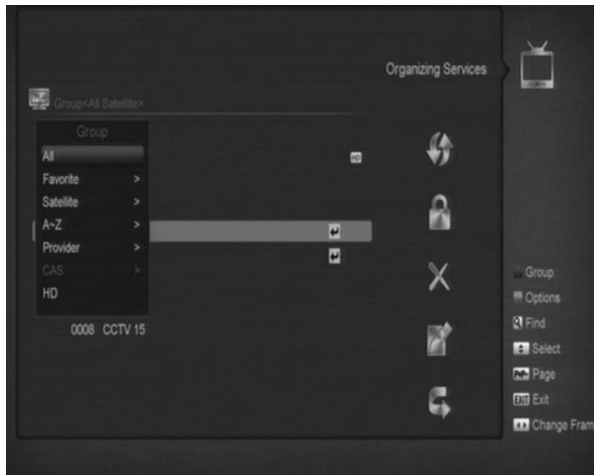 Organizing Services
Group<All Satellite>
Group
All
HD
Favorite >
Satellite >
A~Z >
Provider >
CAS >
HD
0008 CCTV 15
Group
Options
Find
Select
Page
EXIT Exit
Change Fram